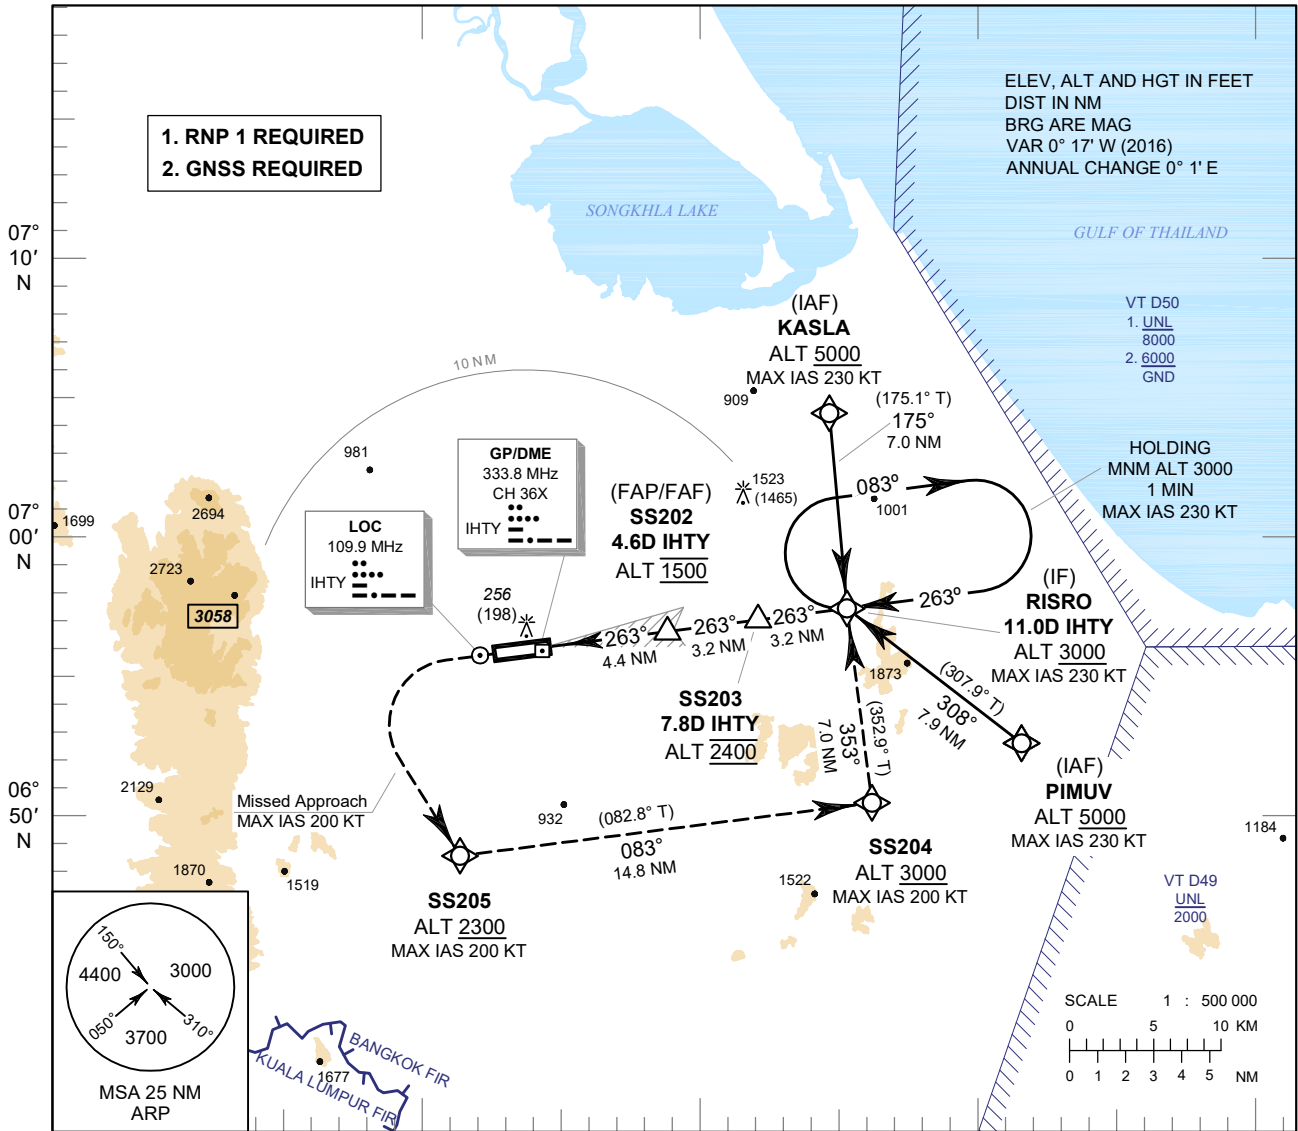 1. RNP 1 REQUIRED
2. GNSS REQUIRED
ELEV, ALT AND HGT IN FEET
DIST IN NM
BRG ARE MAG
VAR 0° 17' W (2016)
ANNUAL CHANGE 0° 1' E
SONGKHLA LAKE
GULF OF THAILAND
07°
10'
N
VT D50
1. UNL
8000
2. 6000
GND
(IAF)
KASLA
ALT 5000
MAX IAS 230 KT
10 NM
909
(175.1° T)
175°
7.0 NM
HOLDING
MNM ALT 3000
1 MIN
MAX IAS 230 KT
981
GP/DME
333.8 MHz
CH 36X
IHTY
1523
(1465)
083°
1001
(FAP/FAF)
SS202
4.6D IHTY
ALT 1500
07°
00'
N
1699
2694
LOC
109.9 MHz
IHTY
2723
3058
256
(198)
263°
(IF)
RISRO
11.0D IHTY
ALT 3000
MAX IAS 230 KT
263°
4.4 NM
263°
3.2 NM
263°
3.2 NM
1873
SS203
7.8D IHTY
ALT 2400
(307.9° T)
308°
7.9 NM
(352.9° T)
353°
7.0 NM
(IAF)
PIMUV
ALT 5000
MAX IAS 230 KT
06°
50'
N
2129
Missed Approach
MAX IAS 200 KT
932
(082.8° T)
083°
14.8 NM
1184
SS204
ALT 3000
MAX IAS 200 KT
1870
1519
1522
VT D49
UNL
2000
SS205
ALT 2300
MAX IAS 200 KT
150°
4400
3000
050°
310°
3700
MSA 25 NM
ARP
BANGKOK FIR
KUALA LUMPUR FIR
1677
SCALE 1 : 500 000
0 5 10 KM
0 1 2 3 4 5 NM